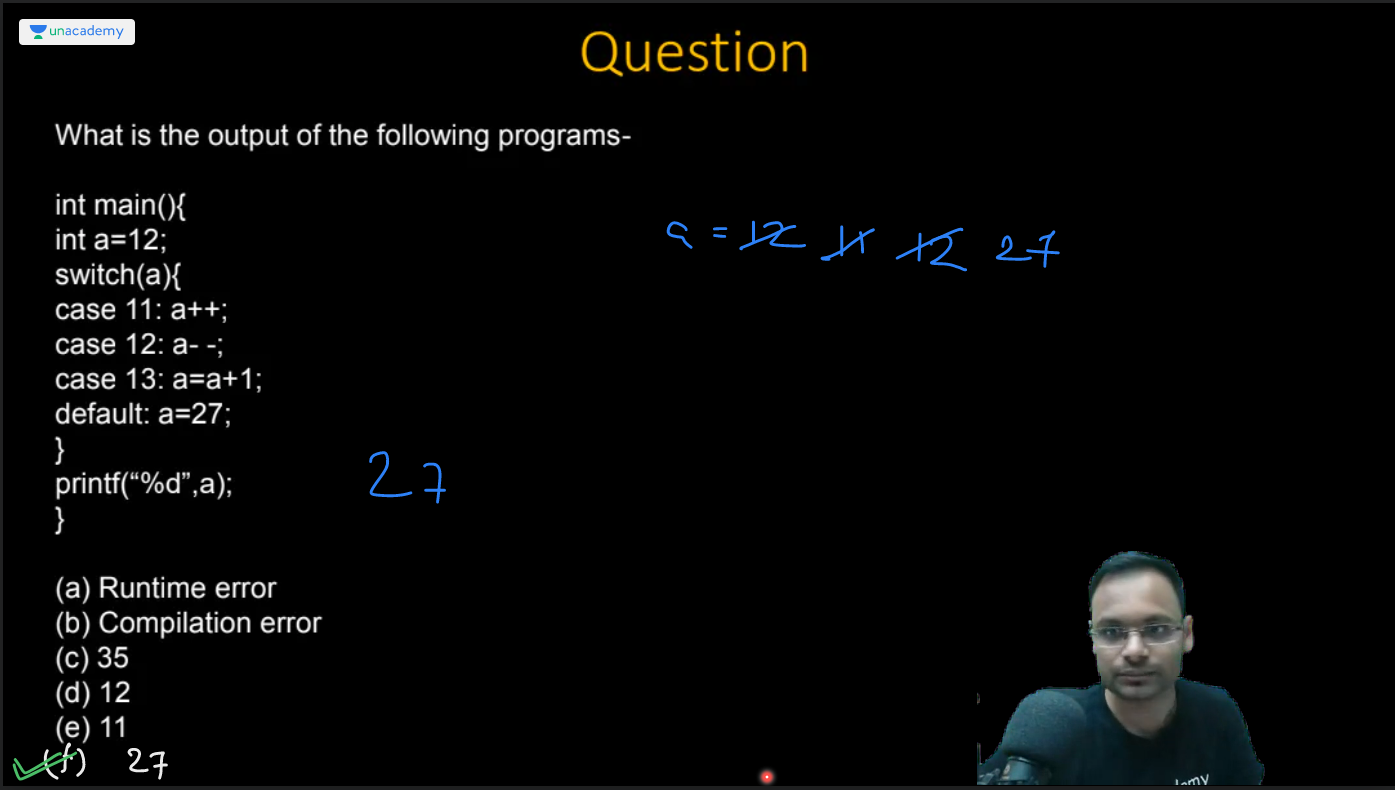 unacademy
Question
What is the output of the following programs-
int main(){
int a=12;
switch(a){
case 11: a++;
case 12: a- -;
case 13: a=a+1;
default: a=27;
}
printf(“%d”,a);
}
a = 12 11 12 27
27
(a) Runtime error
(b) Compilation error
(c) 35
(d) 12
(e) 11
(f) 27